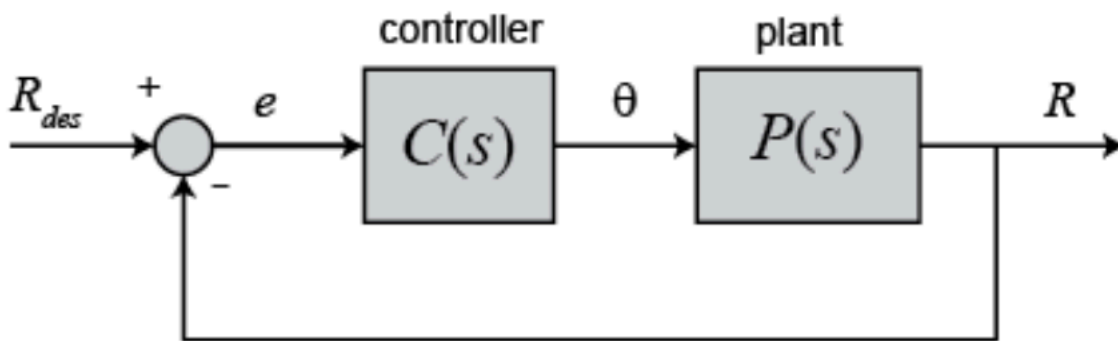 controller
plant
R_des
+
e
C(s)
θ
P(s)
R
-